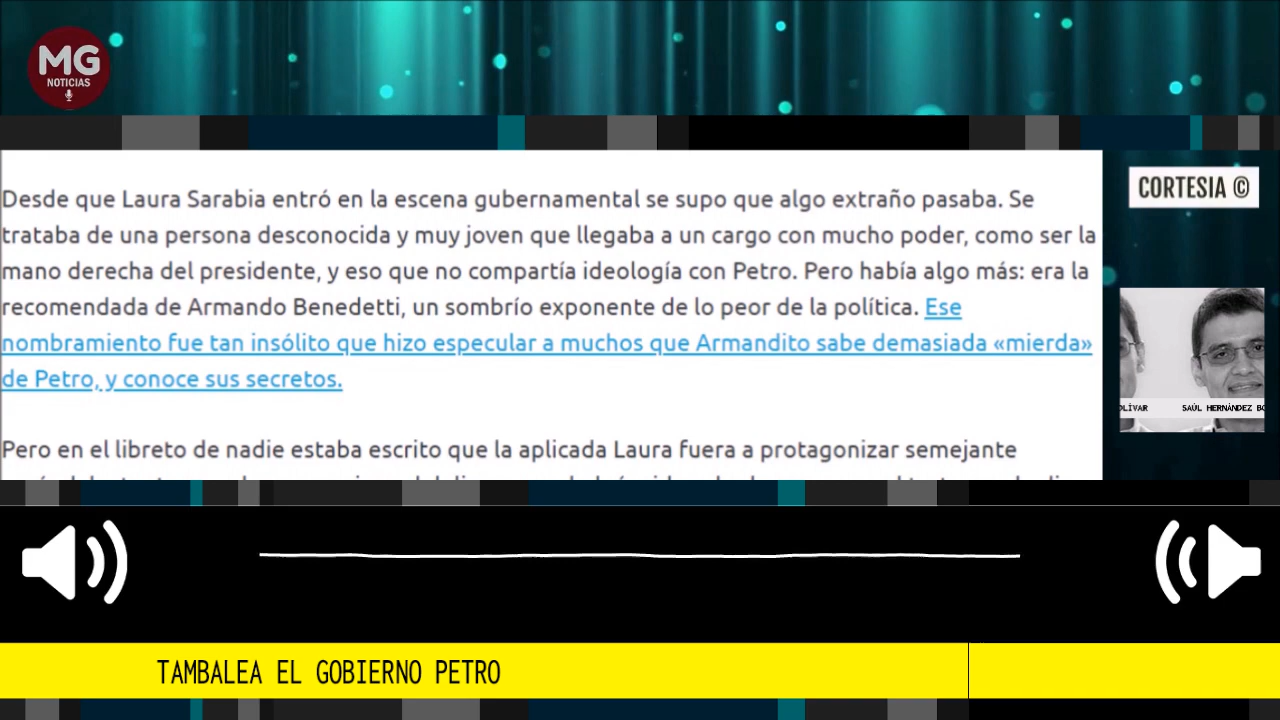 MG
NOTICIAS
Desde que Laura Sarabia entró en la escena gubernamental se supo que algo extraño pasaba. Se
trataba de una persona desconocida y muy joven que llegaba a un cargo con mucho poder, como ser la
mano derecha del presidente, y eso que no compartía ideología con Petro. Pero había algo más: era la
recomendada de Armando Benedetti, un sombrío exponente de lo peor de la política. Ese
nombramiento fue tan insólito que hizo especular a muchos que Armandito sabe demasiada «mierda»
de Petro, y conoce sus secretos.
Pero en el libreto de nadie estaba escrito que la aplicada Laura fuera a protagonizar semejante
CORTESIA ©
SAÚL HERNÁNDEZ
TAMBALEA EL GOBIERNO PETRO